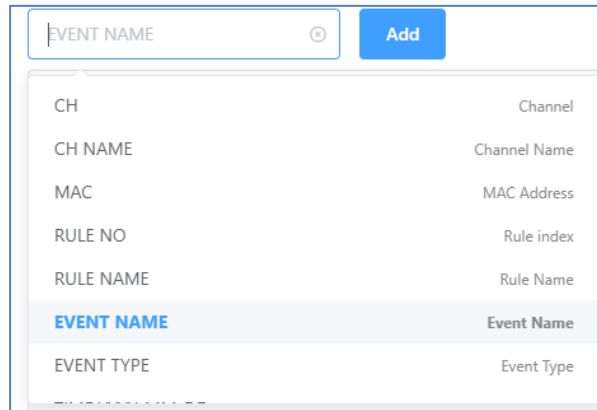 EVENT NAME Add
CH Channel
CH NAME Channel Name
MAC MAC Address
RULE NO Rule index
RULE NAME Rule Name
EVENT NAME Event Name
EVENT TYPE Event Type